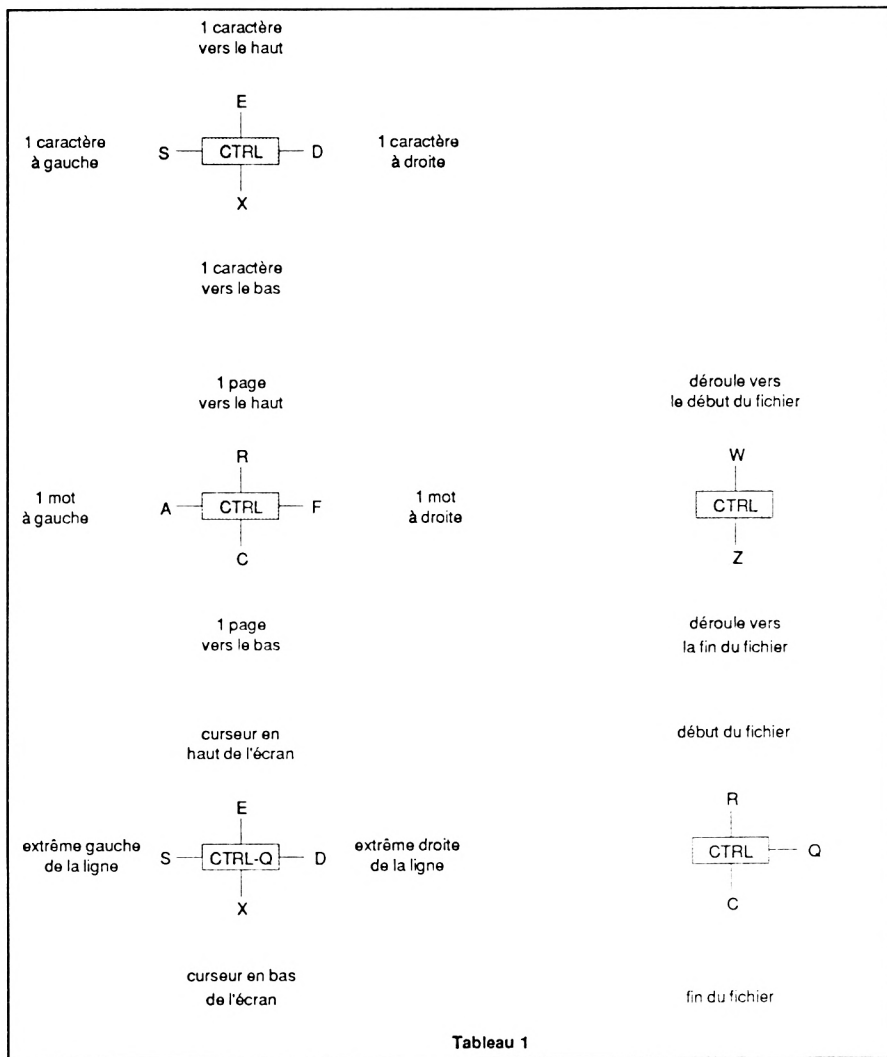 1 caractère
vers le haut
E
1 caractère
à gauche
S
CTRL
D
1 caractère
à droite
X
1 caractère
vers le bas
1 page
vers le haut
déroule vers
le début du fichier
R
W
1 mot
à gauche
A
CTRL
F
1 mot
à droite
CTRL
C
Z
1 page
vers le bas
déroule vers
la fin du fichier
curseur en
haut de l'écran
début du fichier
E
R
extrême gauche
de la ligne
S
CTRL-Q
D
extrême droite
de la ligne
CTRL
Q
X
C
curseur en bas
de l'écran
fin du fichier
Tableau 1